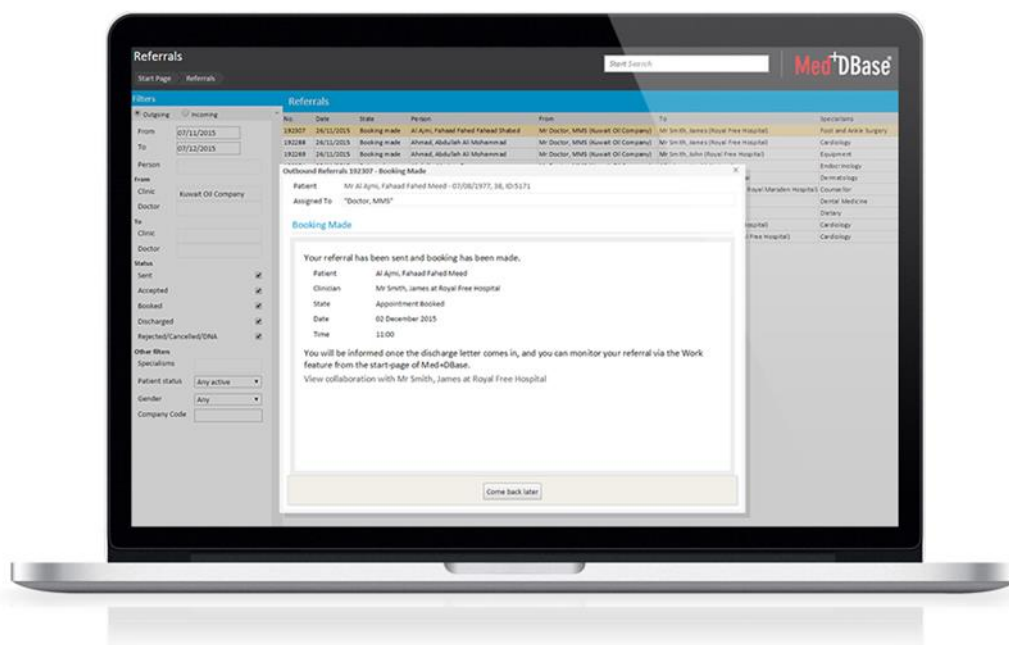 Referrals
Start Search
Med+DBase
Start Page
Referrals
Filters
Outgoing
Incoming
From 07/11/2015
To 07/12/2015
Person
From
Clinic Kuwait Oil Company
Doctor
To
Clinic
Doctor
Status
Sent
Accepted
Booked
Discharged
Rejected/Cancelled/DNA
Other filters
Specialisms
Patient status Any active
Gender Any
Company Code
Referrals
No. Date State Person From To Specialisms
192307 26/11/2015 Booking made Al Ajmi, Fahaad Fahed Mr Doctor, MMS (Kuwait Oil Company) Mr Smith, James (Royal Free Hospital) Foot and Ankle Surgery
192288 26/11/2015 Booking made Ahmad, Abdullah Ali Mohammad Mr Doctor, MMS (Kuwait Oil Company) Mr Smith, James (Royal Free Hospital) Cardiology
192269 26/11/2015 Booking made Ahmad, Abdullah Ali Mohammad Mr Doctor, MMS (Kuwait Oil Company) Mr Smith, John (Royal Free Hospital) Equipment
Endocrinology
Dermatology
Royal Marsden Hospital) Counsellor
Dental Medicine
Dietary
Hospital) Cardiology
Free Hospital) Cardiology
Outbound Referrals 192307 - Booking Made
Patient Mr Al Ajmi, Fahaad Fahed Meed - 07/08/1977, 38, ID:5171
Assigned To "Doctor, MMS"
Booking Made
Your referral has been sent and booking has been made.
Patient Al Ajmi, Fahaad Fahed Meed
Clinician Mr Smith, James at Royal Free Hospital
State Appointment Booked
Date 02 December 2015
Time 11:00
You will be informed once the discharge letter comes in, and you can monitor your referral via the Work
feature from the start-page of Med+DBase.
View collaboration with Mr Smith, James at Royal Free Hospital
Come back later